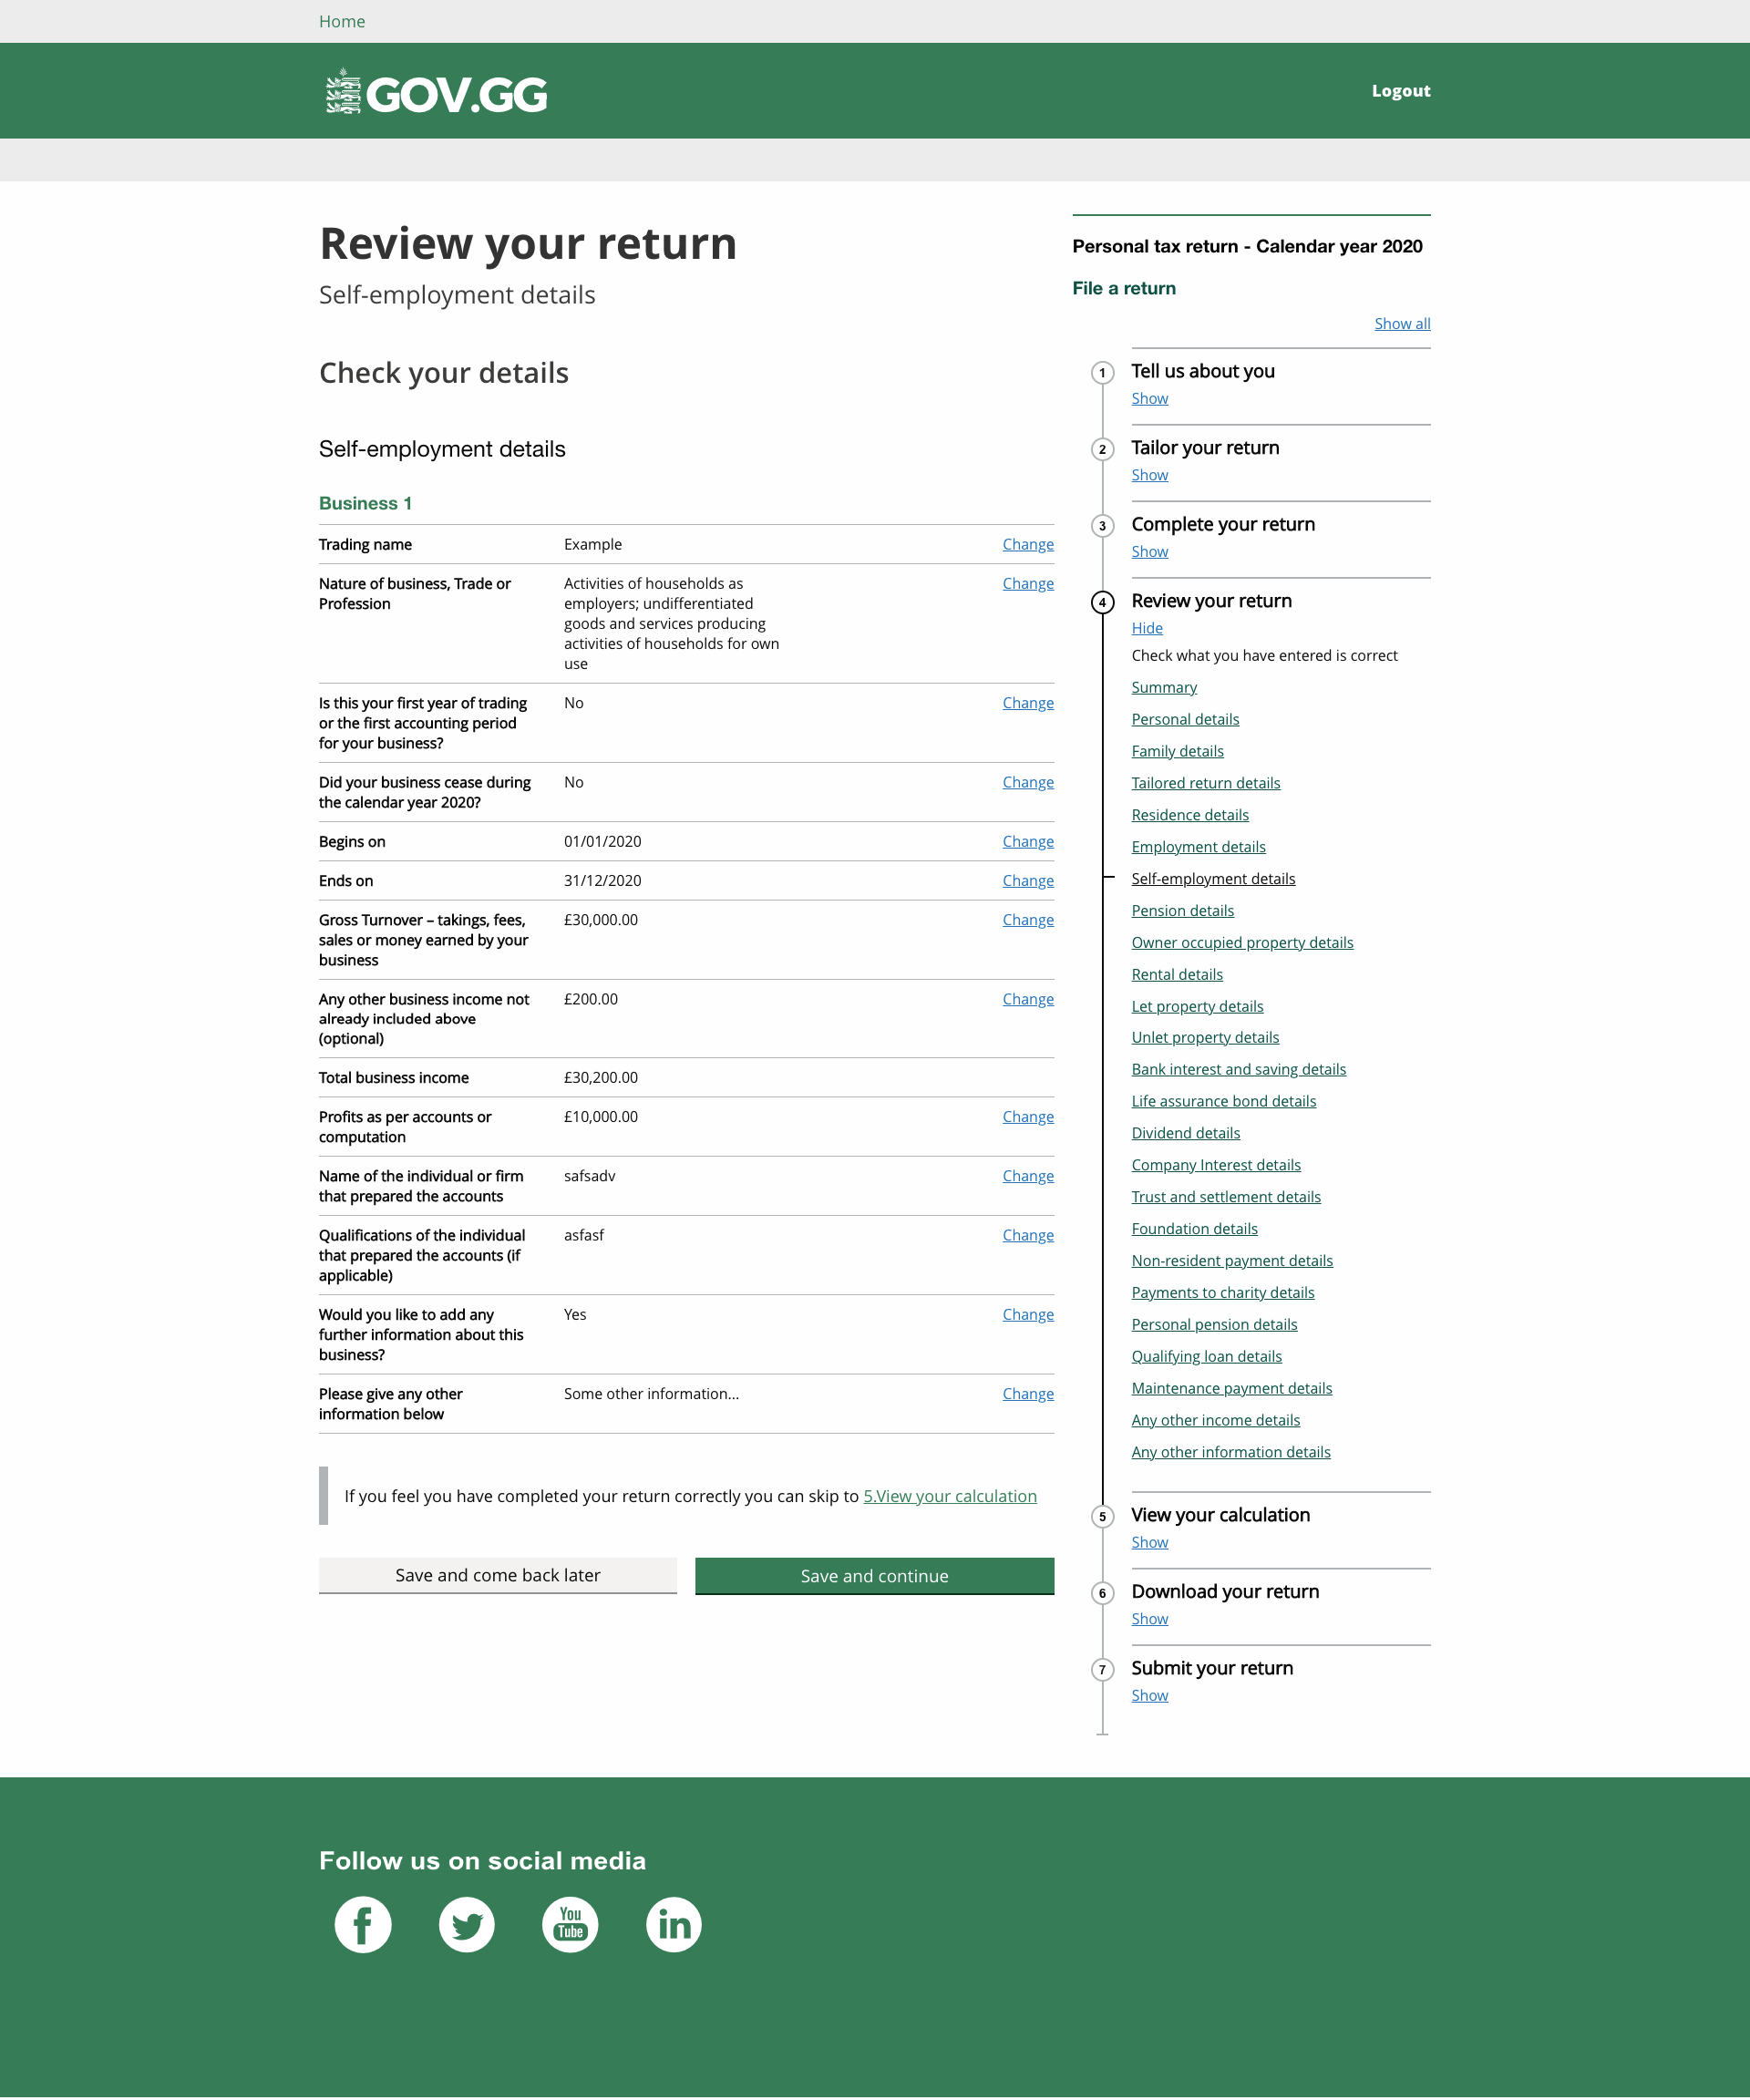 Home
GOV.GG
Logout
Review your return
Self-employment details
Check your details
Self-employment details
Business 1
Trading name
Example
Change
Nature of business, Trade or
Profession
Activities of households as
employers; undifferentiated
goods and services producing
activities of households for own
use
Change
Is this your first year of trading
or the first accounting period
for your business?
No
Change
Did your business cease during
the calendar year 2020?
No
Change
Begins on
01/01/2020
Change
Ends on
31/12/2020
Change
Gross Turnover – takings, fees,
sales or money earned by your
business
£30,000.00
Change
Any other business income not
already included above
(optional)
£200.00
Change
Total business income
£30,200.00
Profits as per accounts or
computation
£10,000.00
Change
Name of the individual or firm
that prepared the accounts
safsadv
Change
Qualifications of the individual
that prepared the accounts (if
applicable)
asfasf
Change
Would you like to add any
further information about this
business?
Yes
Change
Please give any other
information below
Some other information...
Change
If you feel you have completed your return correctly you can skip to 5.View your calculation
Save and come back later
Save and continue
Personal tax return - Calendar year 2020
File a return
Show all
1
Tell us about you
Show
2
Tailor your return
Show
3
Complete your return
Show
4
Review your return
Hide
Check what you have entered is correct
Summary
Personal details
Family details
Tailored return details
Residence details
Employment details
Self-employment details
Pension details
Owner occupied property details
Rental details
Let property details
Unlet property details
Bank interest and saving details
Life assurance bond details
Dividend details
Company Interest details
Trust and settlement details
Foundation details
Non-resident payment details
Payments to charity details
Personal pension details
Qualifying loan details
Maintenance payment details
Any other income details
Any other information details
5
View your calculation
Show
6
Download your return
Show
7
Submit your return
Show
Follow us on social media
f
You
Tube
in